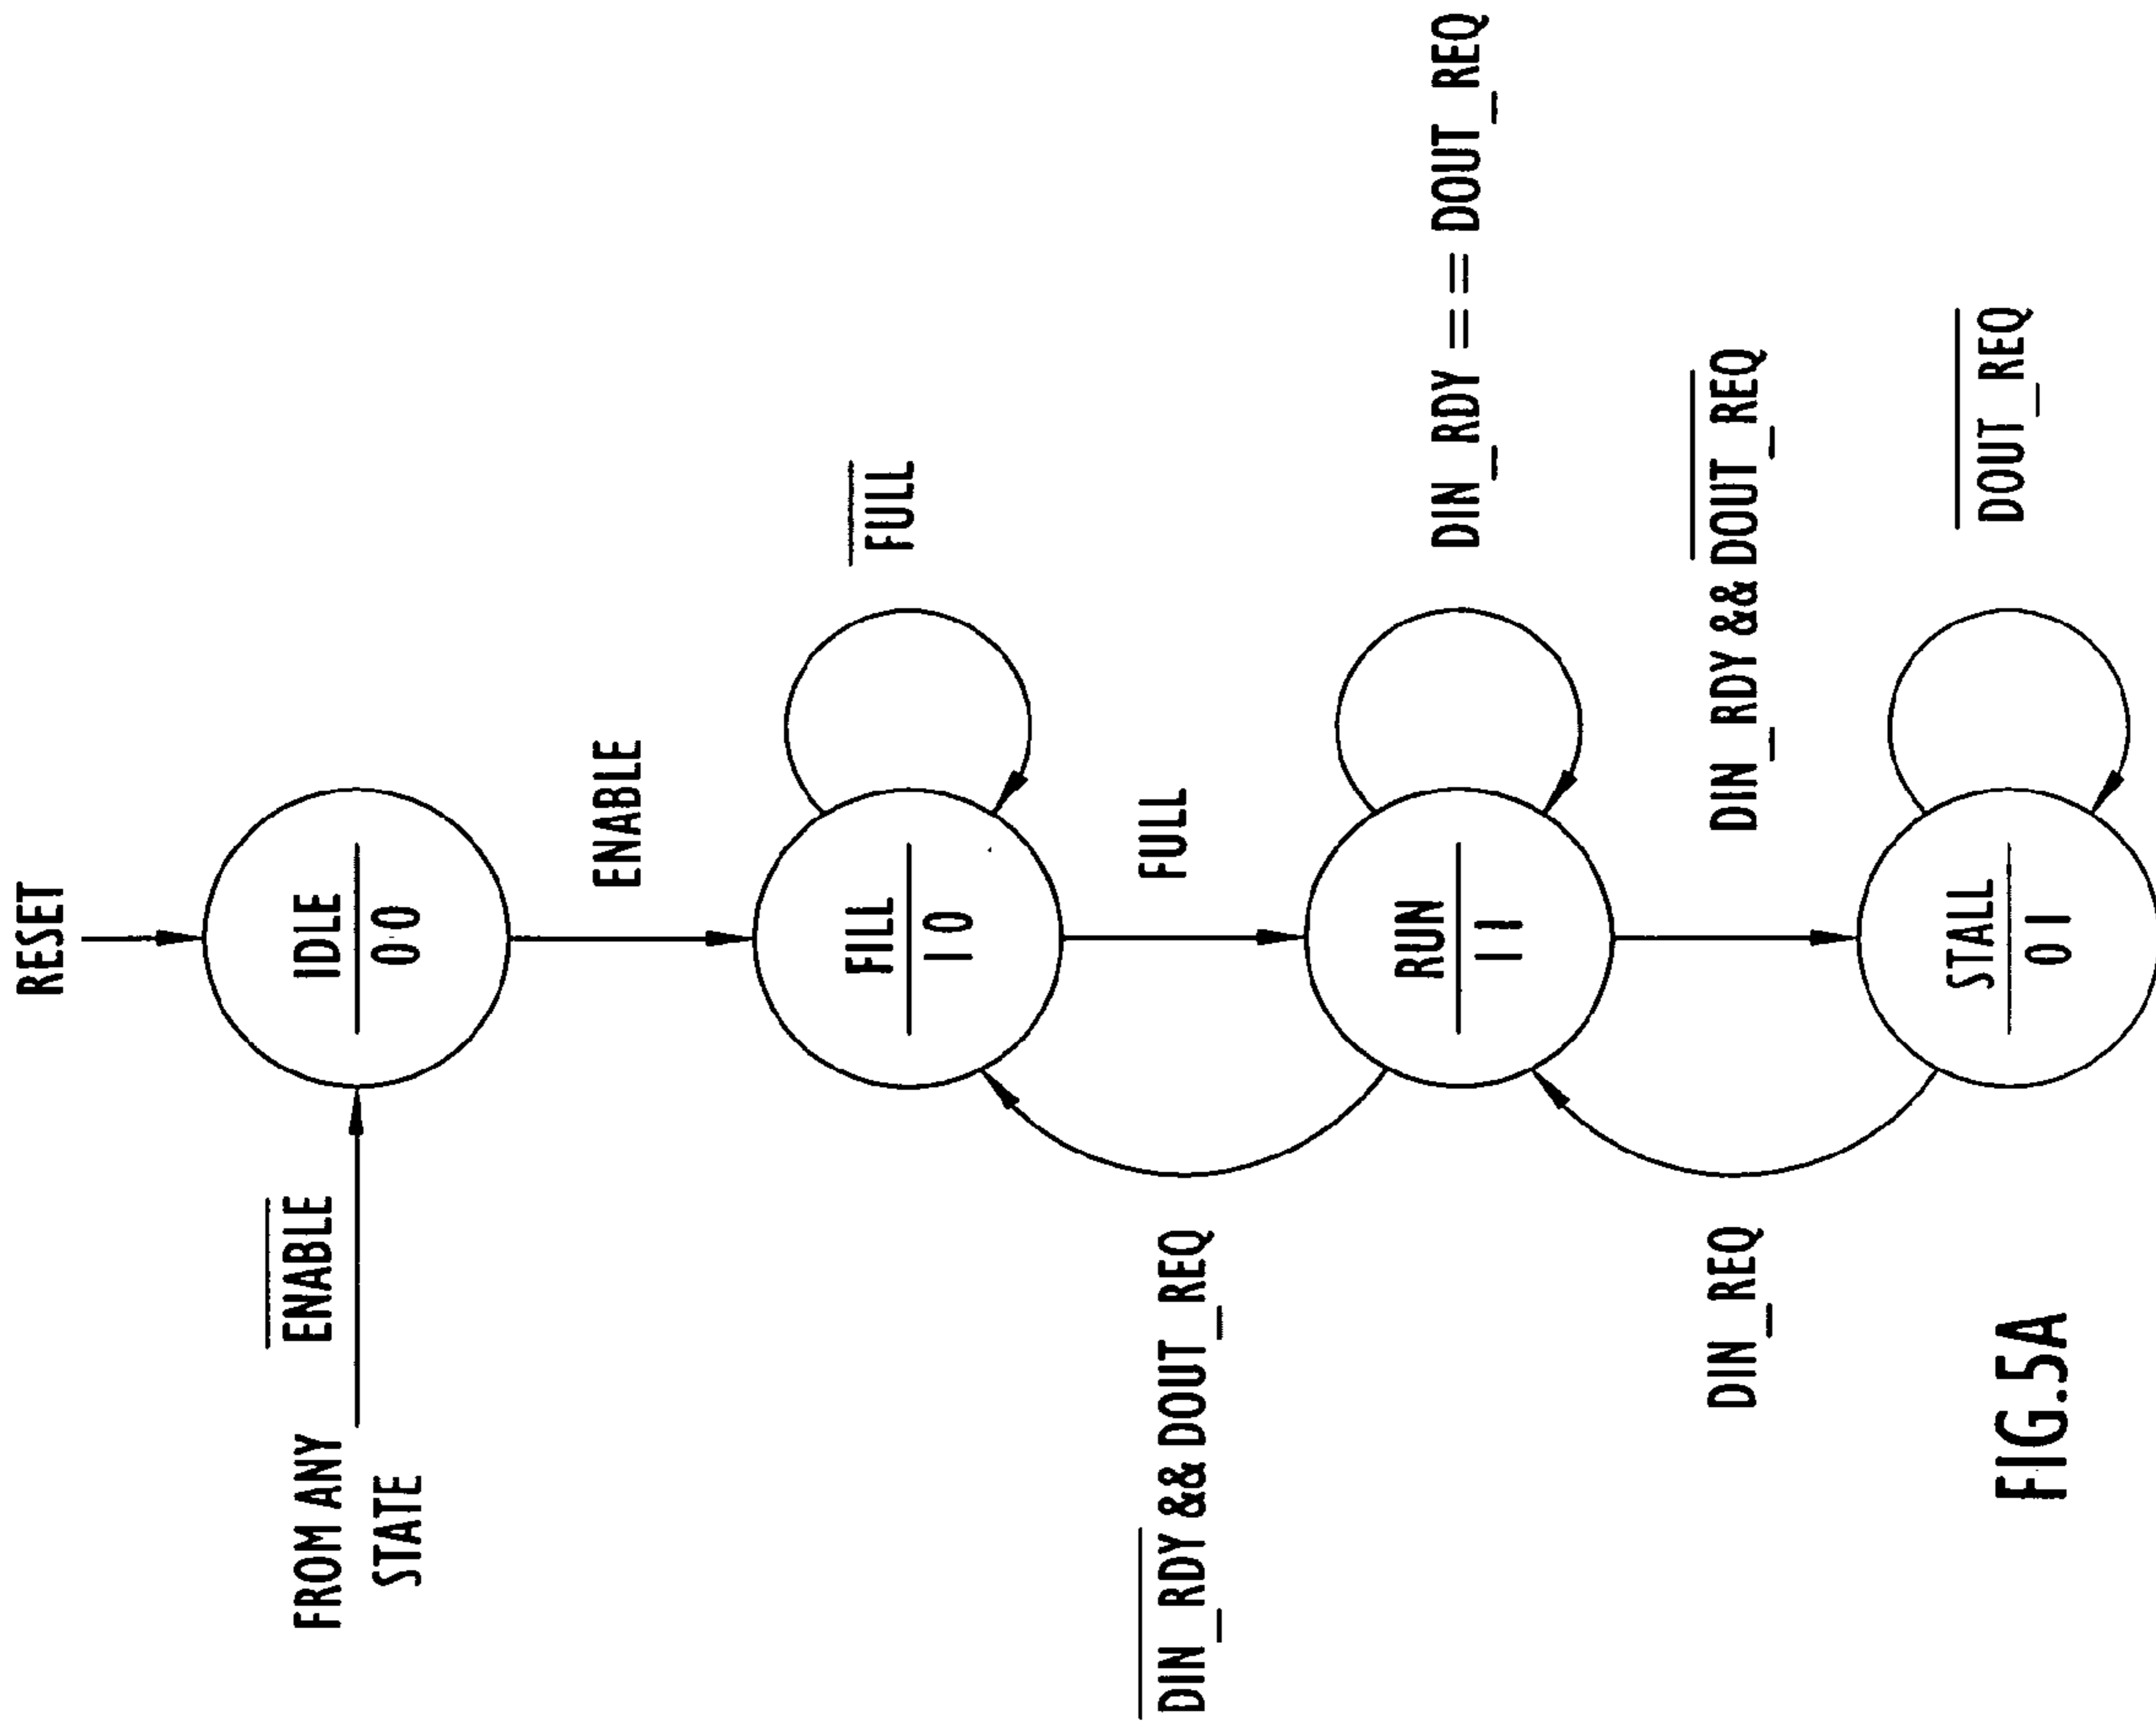 RESET
FROM ANY
STATE
ENABLE
IDLE
00
ENABLE
FILL
10
FULL
DIN_RDY && DOUT_REQ
FULL
RUN
11
DIN_RDY == DOUT_REQ
DIN_REQ
DIN_RDY && DOUT_REQ
STALL
01
DOUT_REQ
FIG.5A